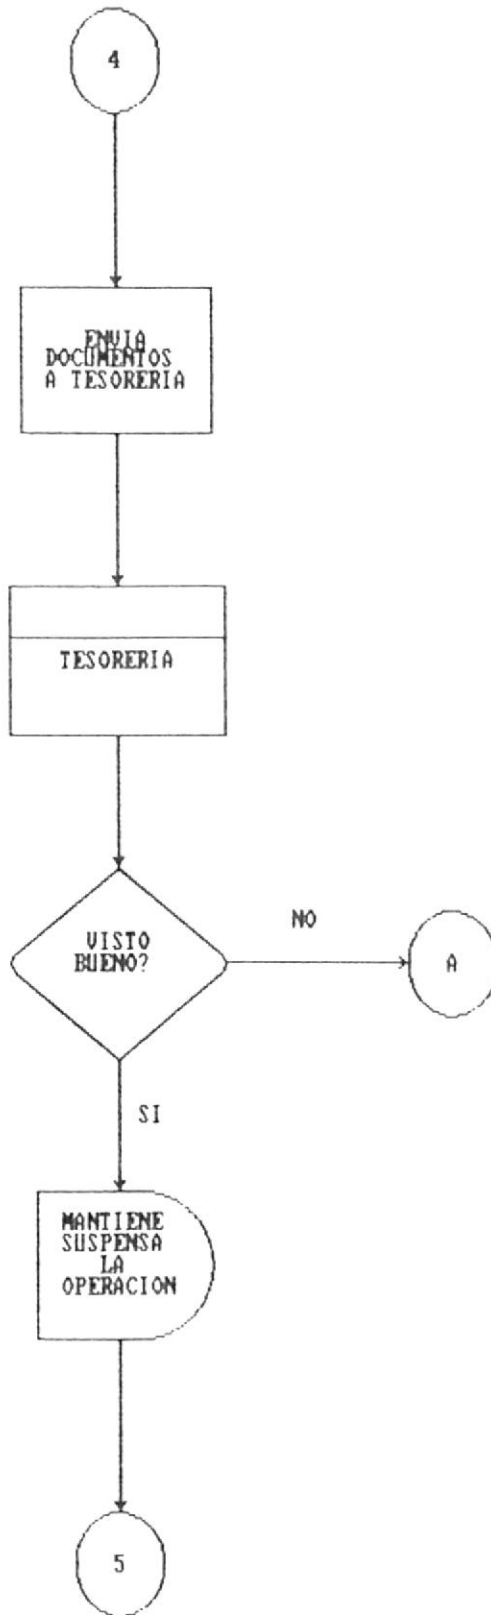 4
ENVIA
DOCUMENTOS
A TESORERIA
TESORERIA
VISTO
BUENO?
NO
A
SI
MANTIENE
SUSPENSA
LA
OPERACION
5